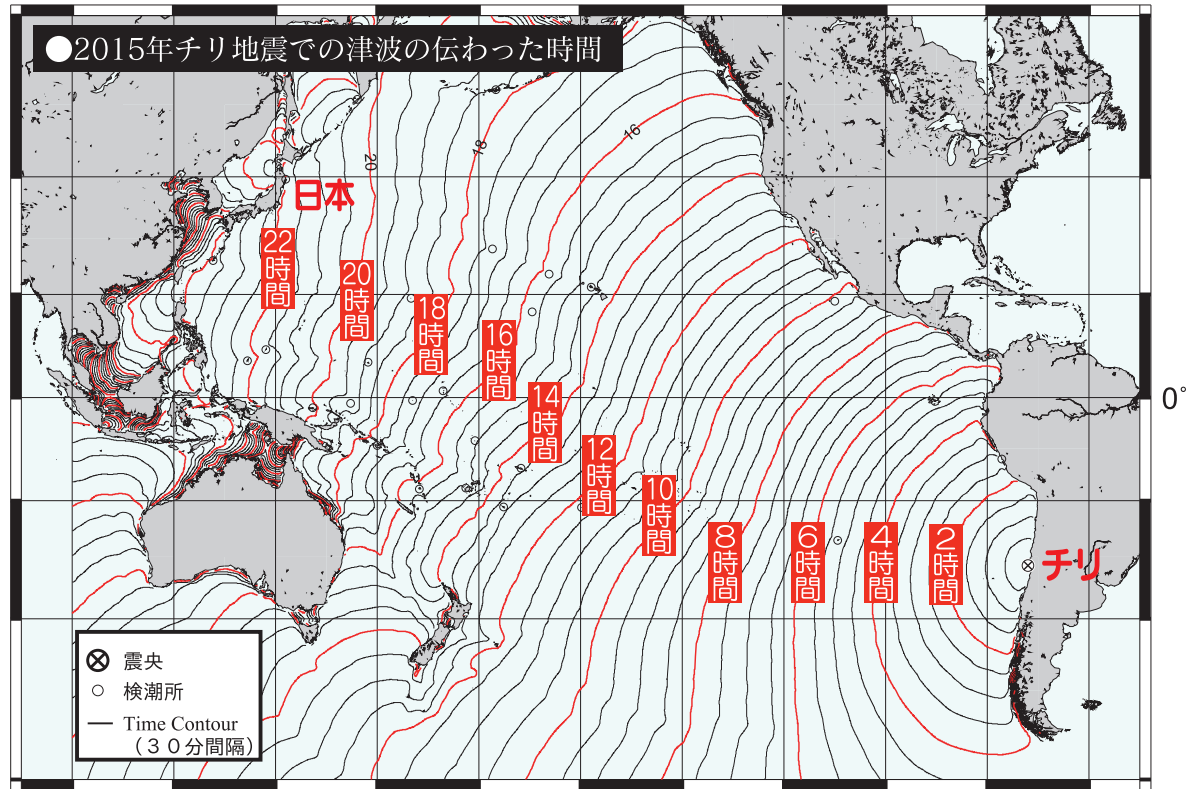 ●2015年チリ地震での津波の伝わった時間
16
18
20
日本
22時間
20時間
18時間
16時間
14時間
12時間
10時間
8時間
6時間
4時間
2時間
チリ
0°
震央
検潮所
Time Contour
（３０分間隔）